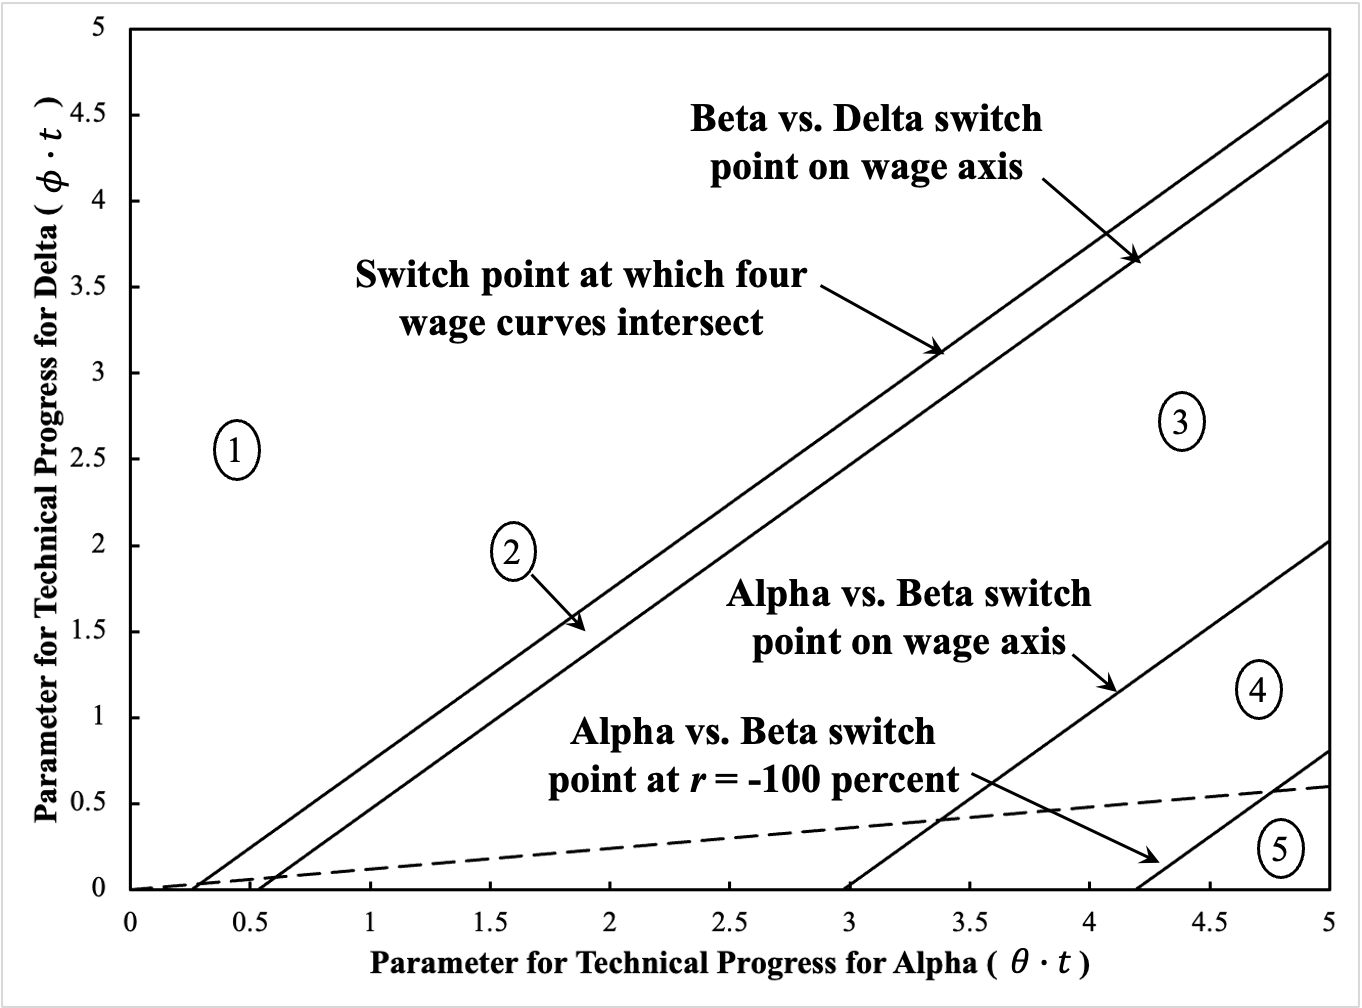 5
4.5
4
3.5
3
2.5
2
1.5
1
0.5
0
Parameter for Technical Progress for Delta ( ϕ · t )
Beta vs. Delta switch
point on wage axis
Switch point at which four
wage curves intersect
1
2
3
Alpha vs. Beta switch
point on wage axis
4
Alpha vs. Beta switch
point at r = -100 percent
5
0 0.5 1 1.5 2 2.5 3 3.5 4 4.5 5
Parameter for Technical Progress for Alpha ( θ · t )